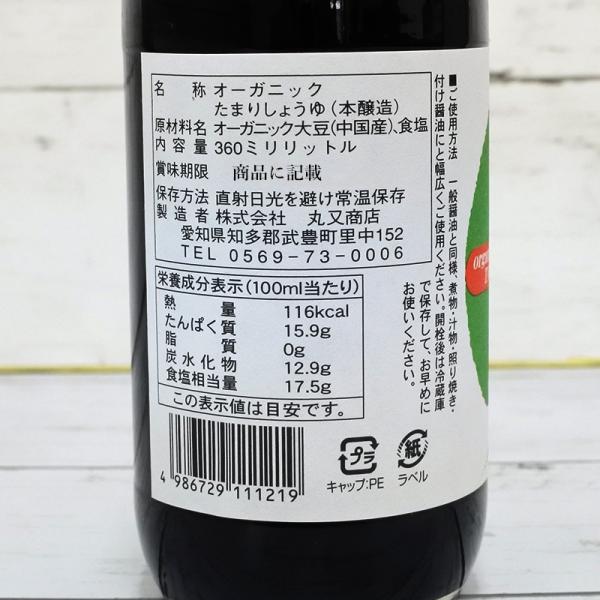 名称 オーガニック
たまりしょうゆ(本醸造)
原材料名 オーガニック大豆(中国産)、食塩
内容量 360ミリリットル
賞味期限 商品に記載
保存方法 直射日光を避け常温保存
製造者 株式会社 丸又商店
愛知県知多郡武豊町里中152
TEL 0569-73-0006
栄養成分表示(100ml当たり)
熱量 116kcal
たんぱく質 15.9g
脂質 0g
炭水化物 12.9g
食塩相当量 17.5g
この表示値は目安です。
4 986729 111219
プラ
キャップ:PE
紙
ラベル
■ご使用方法 一般醤油と同様、煮物・汁物・照り焼き・
付け醤油にと幅広くご使用ください。開栓後は冷蔵庫
で保存して、お早めに
お使いください。